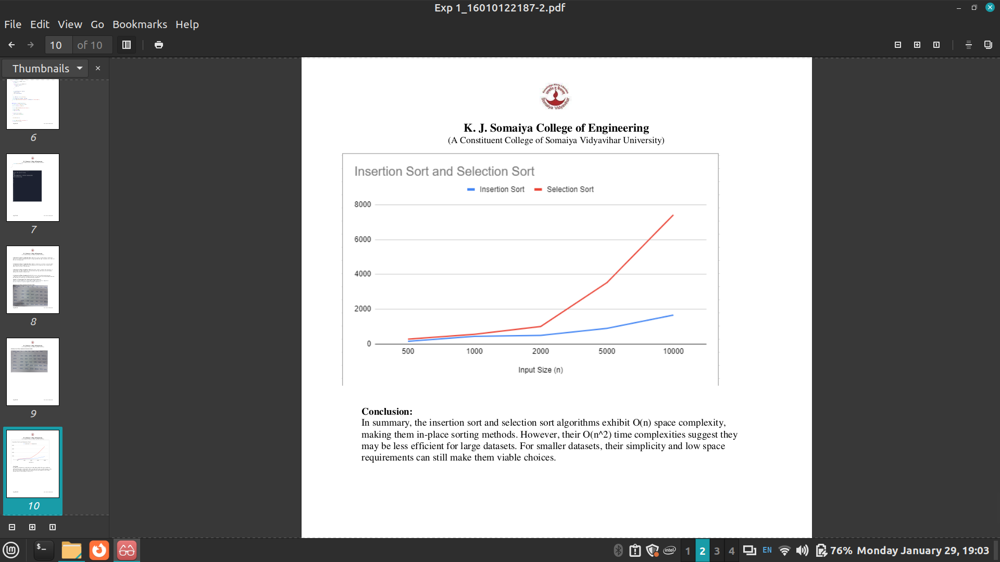 Exp 1_16010122187-2.pdf
File Edit View Go Bookmarks Help
10 of 10
Thumbnails
6
7
8
9
10
Somaiya Vidyavihar
K. J. Somaiya College of Engineering
(A Constituent College of Somaiya Vidyavihar University)
Insertion Sort and Selection Sort
Insertion Sort Selection Sort
8000
6000
4000
2000
0
500 1000 2000 5000 10000
Input Size (n)
Conclusion:
In summary, the insertion sort and selection sort algorithms exhibit O(n) space complexity,
making them in-place sorting methods. However, their O(n^2) time complexities suggest they
may be less efficient for large datasets. For smaller datasets, their simplicity and low space
requirements can still make them viable choices.
$_
intel
1 2 3 4 EN 76% Monday January 29, 19:03